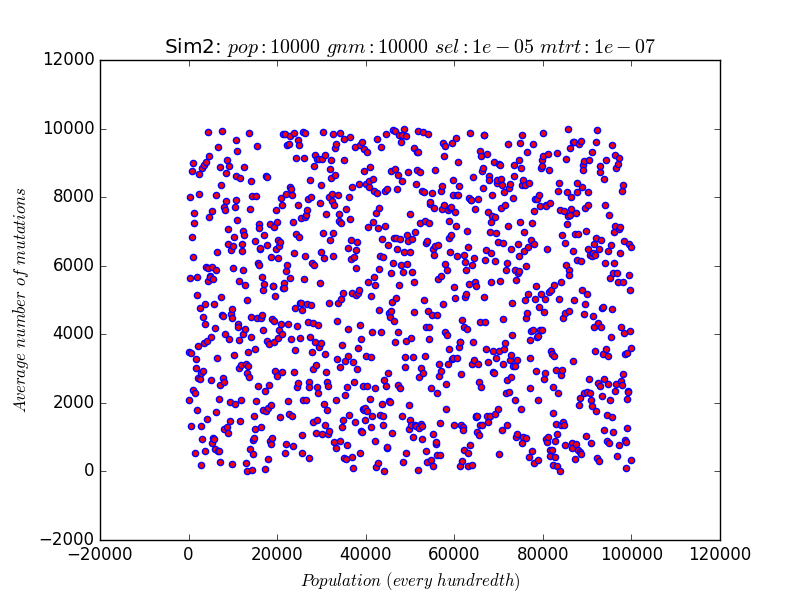 Sim2: pop : 10000 gnm : 10000 sel : 1e − 05 mtrt : 1e − 07
12000
10000
8000
6000
4000
2000
0
−2000
Average number of mutations
−20000 0 20000 40000 60000 80000 100000 120000
Population (every hundredth)